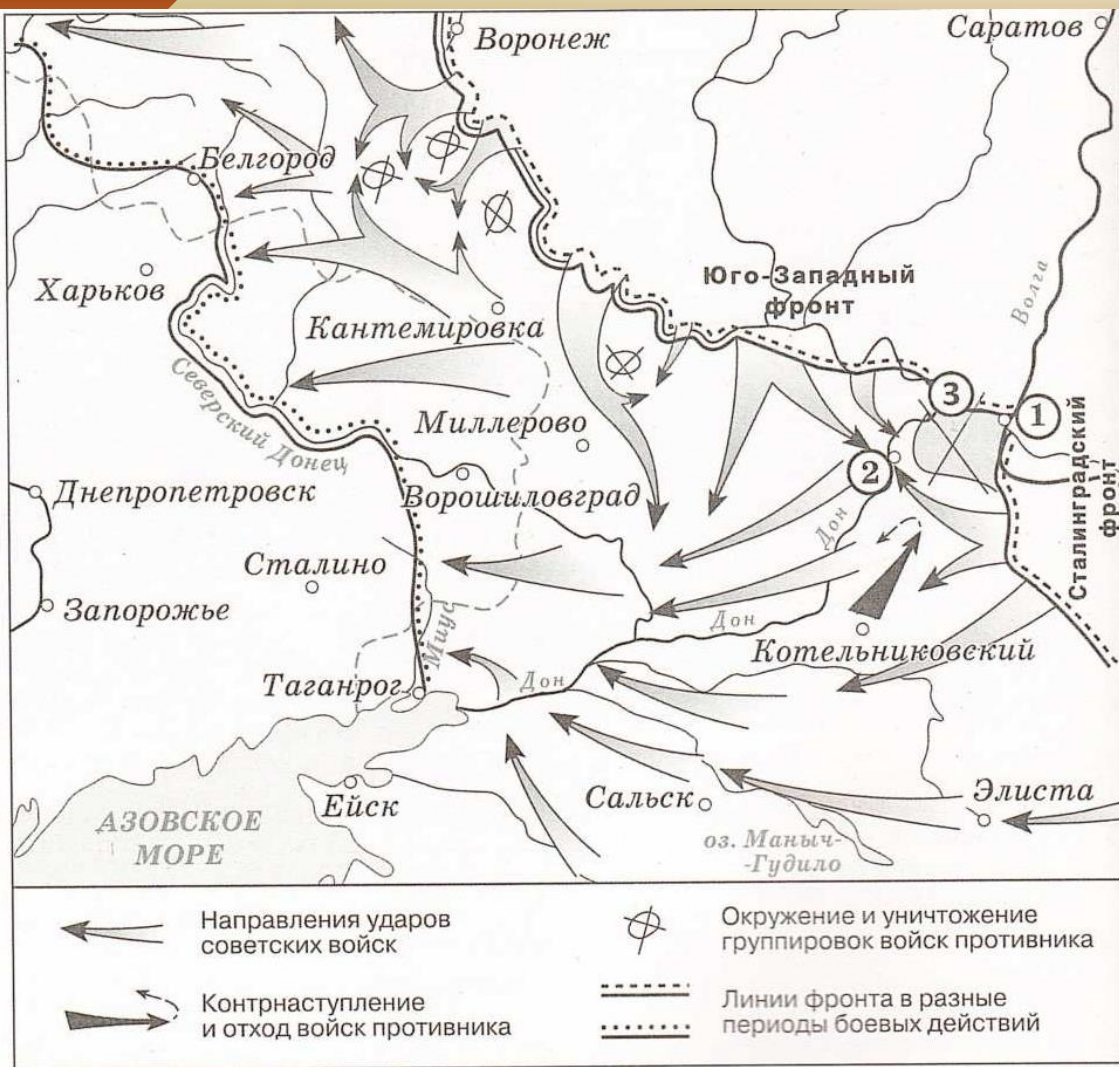 Воронеж
Саратов
Белгород
Волга
Юго-Западный
фронт
Харьков
Кантемировка
Северский Донец
3
1
Миллерово
2
Сталинградский
фронт
Днепропетровск
Ворошиловград
Дон
Сталино
Запорожье
Миус
Дон
Котельниковский
Таганрог
Дон
Ейск
Сальск
Элиста
АЗОВСКОЕ
МОРЕ
оз. Маныч-
-Гудило
Направления ударов
советских войск
Окружение и уничтожение
группировок войск противника
Контрнаступление
и отход войск противника
Линии фронта в разные
периоды боевых действий